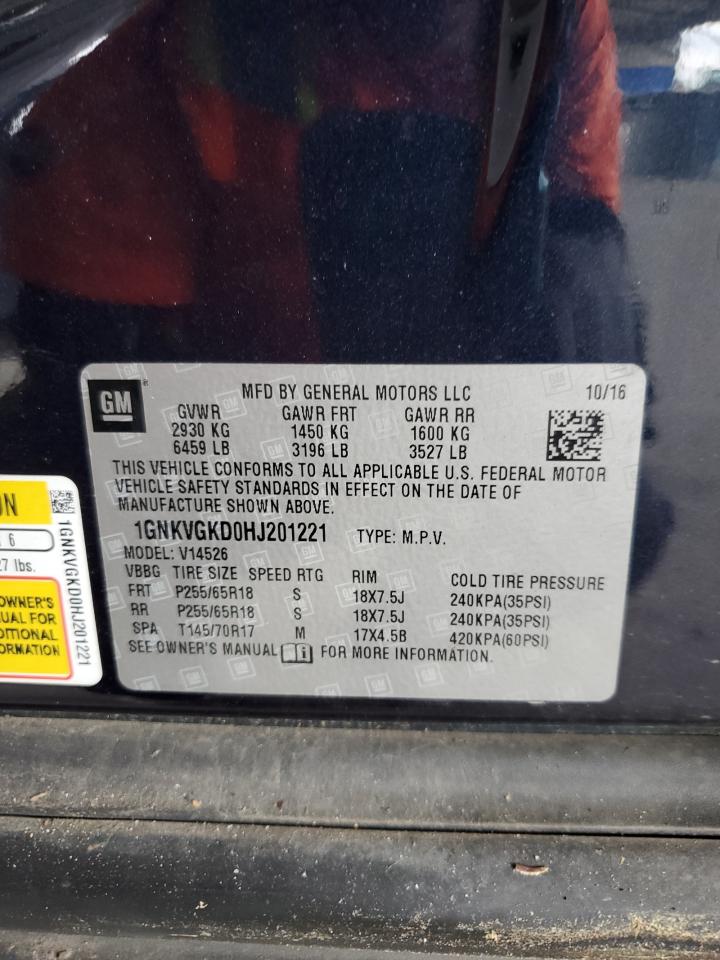 GM
MFD BY GENERAL MOTORS LLC 10/16
GVWR GAWR FRT GAWR RR
2930 KG 1450 KG 1600 KG
6459 LB 3196 LB 3527 LB
THIS VEHICLE CONFORMS TO ALL APPLICABLE U.S. FEDERAL MOTOR
VEHICLE SAFETY STANDARDS IN EFFECT ON THE DATE OF
MANUFACTURE SHOWN ABOVE.
1GNKVGKD0HJ201221 TYPE: M.P.V.
MODEL: V14526
VBBG TIRE SIZE SPEED RTG RIM COLD TIRE PRESSURE
FRT P255/65R18 S 18X7.5J 240KPA(35PSI)
RR P255/65R18 S 18X7.5J 240KPA(35PSI)
SPA T145/70R17 M 17X4.5B 420KPA(60PSI)
SEE OWNER'S MANUAL i FOR MORE INFORMATION.
6
lbs.
OWNER'S
FOR
1GNKVGKD0HJ201221